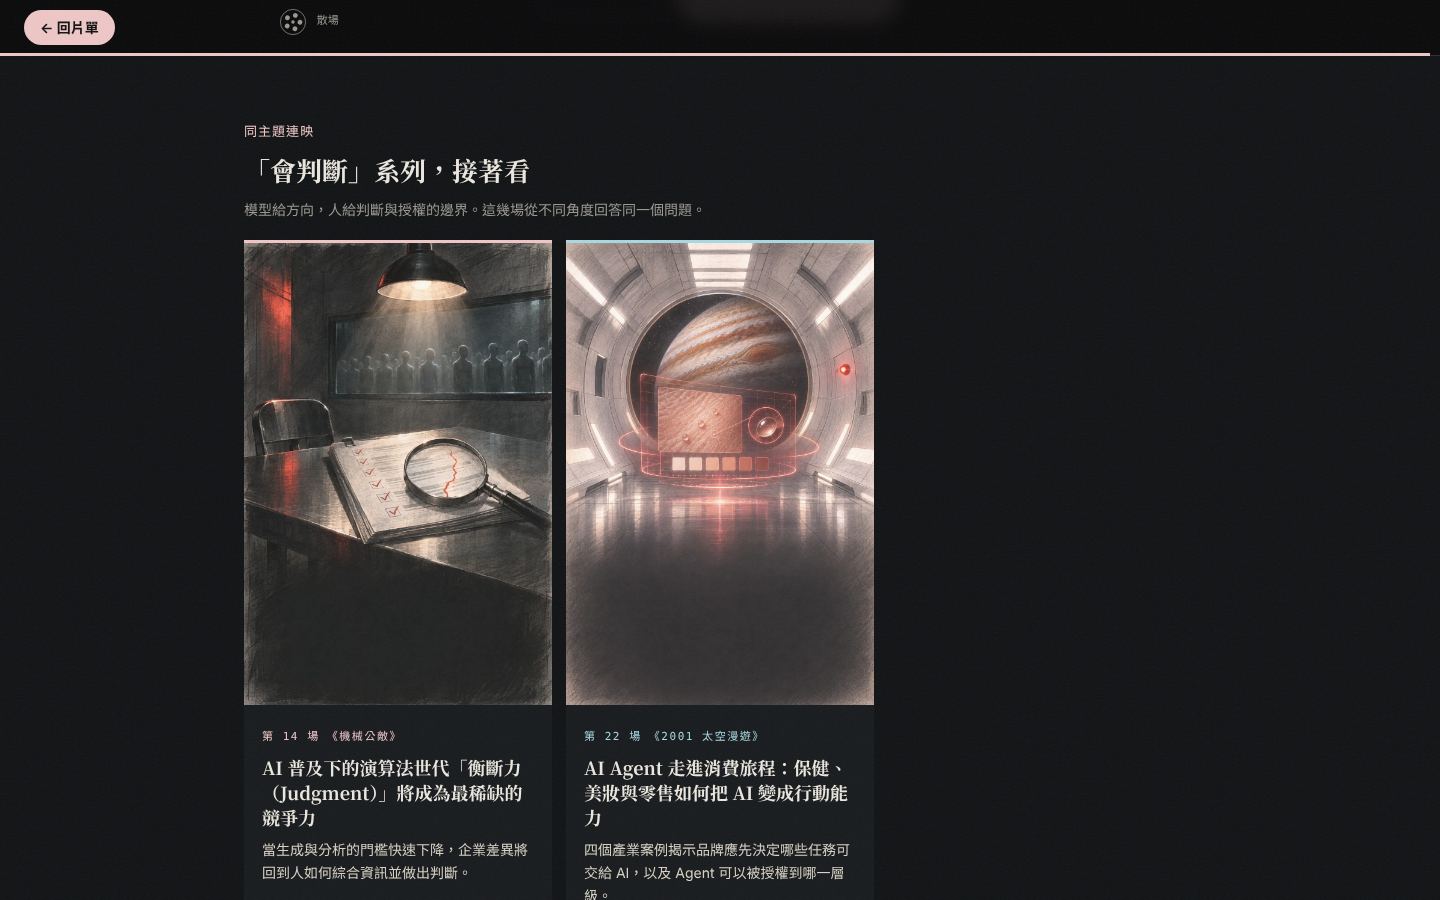 ← 回片單
散場
同主題連映
「會判斷」系列，接著看
模型給方向，人給判斷與授權的邊界。這幾場從不同角度回答同一個問題。
第 14 場 《機械公敵》
AI 普及下的演算法世代「衡斷力
（Judgment）」將成為最稀缺的
競爭力
當生成與分析的門檻快速下降，企業差異將
回到人如何綜合資訊並做出判斷。
第 22 場 《2001 太空漫遊》
AI Agent 走進消費旅程：保健、
美妝與零售如何把 AI 變成行動能
力
四個產業案例揭示品牌應先決定哪些任務可
交給 AI，以及 Agent 可以被授權到哪一層
級。